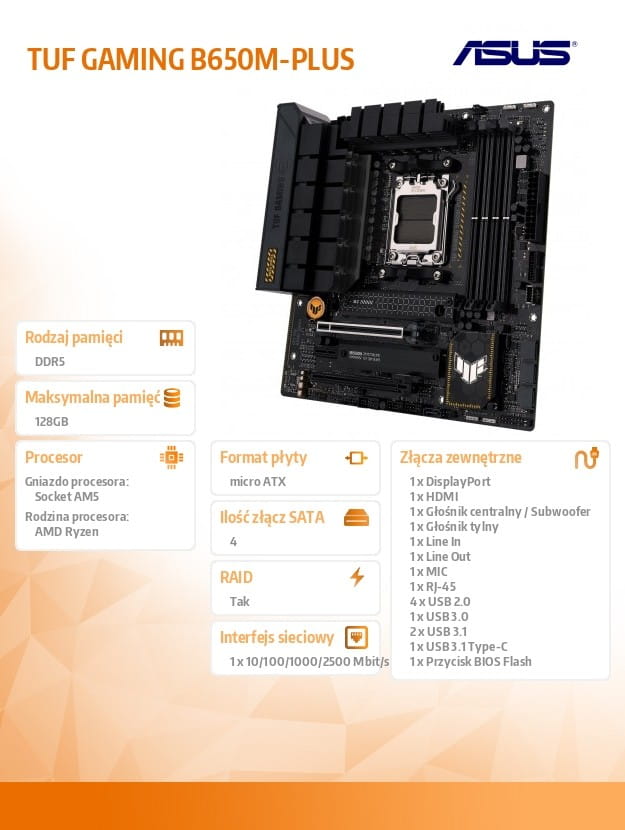 TUF GAMING B650M-PLUS
ASUS®
TUF GAMING
Rodzaj pamięci
DDR5
Maksymalna pamięć
128GB
Procesor
Gniazdo procesora:
Socket AM5
Rodzina procesora:
AMD Ryzen
Format płyty
micro ATX
Ilość złącz SATA
4
RAID
Tak
Interfejs sieciowy
1 x 10/100/1000/2500 Mbit/s
Złącza zewnętrzne
1 x DisplayPort
1 x HDMI
1 x Głośnik centralny / Subwoofer
1 x Głośnik tylny
1 x Line In
1 x Line Out
1 x MIC
1 x RJ-45
4 x USB 2.0
1 x USB 3.0
2 x USB 3.1
1 x USB 3.1 Type-C
1 x Przycisk BIOS Flash